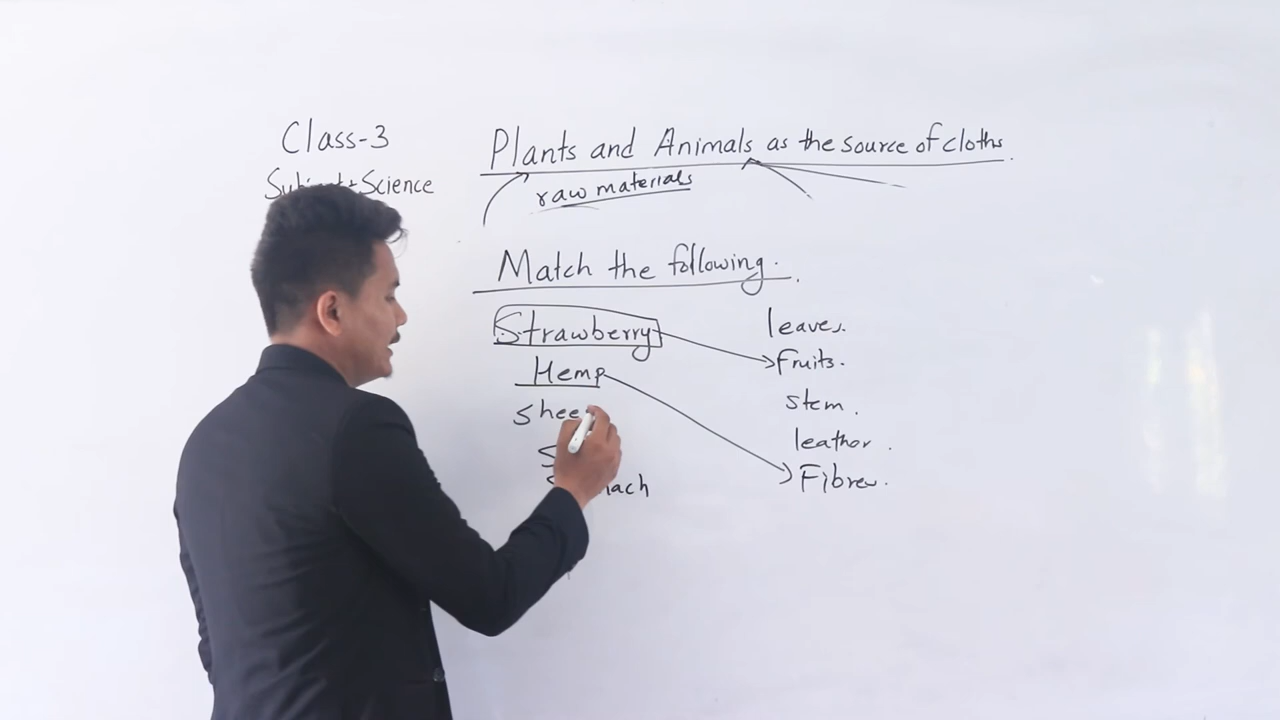 Class-3
Science
Plants and Animals as the source of cloths.
raw materials
Match the following.
Strawberry
leaves.
Hemp
fruits.
stem.
leathor.
Fibres.